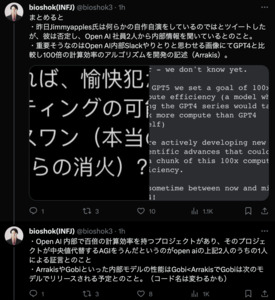 bioshok(INFJ) @bioshok3・1h
まとめると
・昨日Jimmyapples氏は何らかの自作自演をしているのではとツイートしたが、彼は否定し、Open AI 社員2人から内部情報を聞いているとのこと。
・重要そうなのはOpen AI内部Slackやりとりと思わせる画像にてGPT4と比較し100倍の計算効率のアルゴリズムを開発の記述（Arrakis）。
れば、愉快犯
ティングの可
スワン（本当
らの消火）？
- we don't know yet.
GPT5 we set a goal of 100x
ute efficiency (a model w
ng the GPT4 series would ta
more compute than GPT4
lf)
e actively developing new
ntific advances that could
a chunk of this 100x comput
iciency.
ometime between now and mi
1
3
10
1.1K
bioshok(INFJ) @bioshok3・1h
・Open AI 内部で百倍の計算効率を持つプロジェクトがあり、そのプロジェクトが中央値代替するAGIをうんだというのがopen aiの上記2人のうちの1人による証言とのこと
・ArrakisやGobiといった内部モデルの性能はGobi<ArrakisでGobiは次のモデルでリリースされる予定とのこと。（コード名は変わるかも）
1
3
10